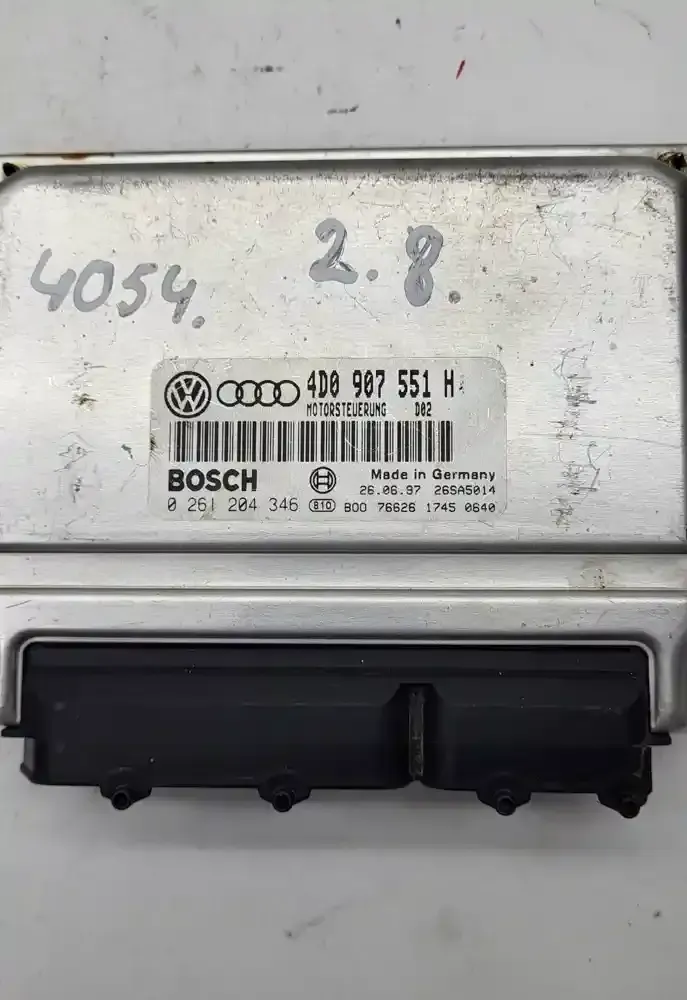 4054.
2.8.
4D0 907 551 H
MOTORSTEUERUNG D02
BOSCH Made in Germany
26.06.97 26SA5014
0 261 204 346 810 B00 76626 1745 0640